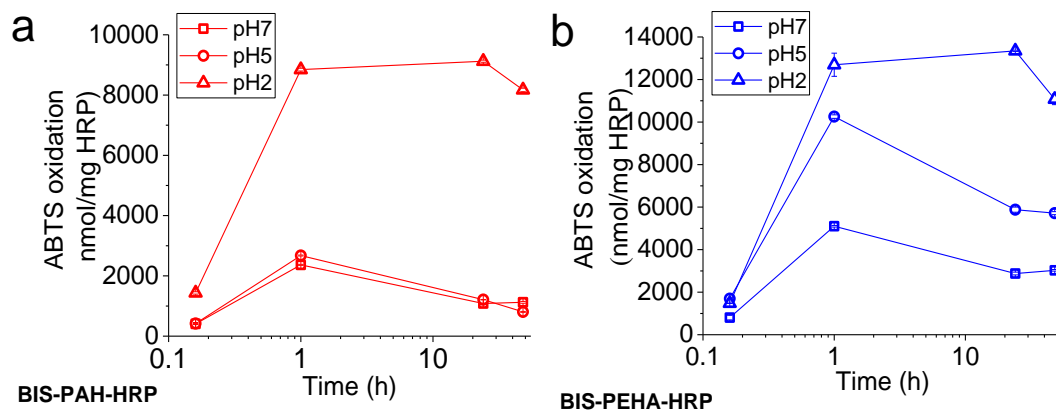 a
pH7
pH5
pH2
ABTS oxidation
nmol/mg HRP)
10000
8000
6000
4000
2000
0
0.1
1
10
Time (h)
BIS-PAH-HRP
b
pH7
pH5
pH2
ABTS oxidation
(nmol/mg HRP)
14000
12000
10000
8000
6000
4000
2000
0
0.1
1
10
Time (h)
BIS-PEHA-HRP